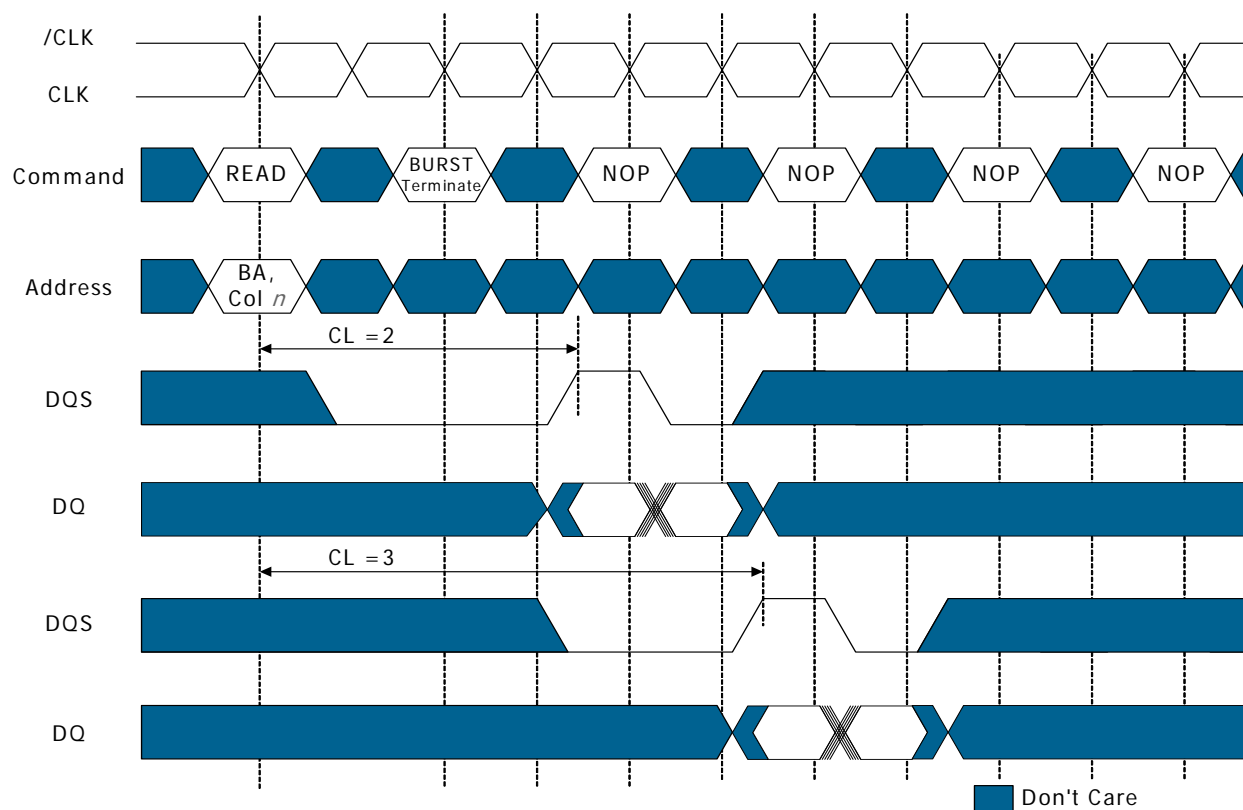 /CLK
CLK
Command
READ
BURST
Terminate
NOP
NOP
NOP
NOP
Address
BA,
Col n
CL =2
DQS
DQ
CL =3
DQS
DQ
Don't Care